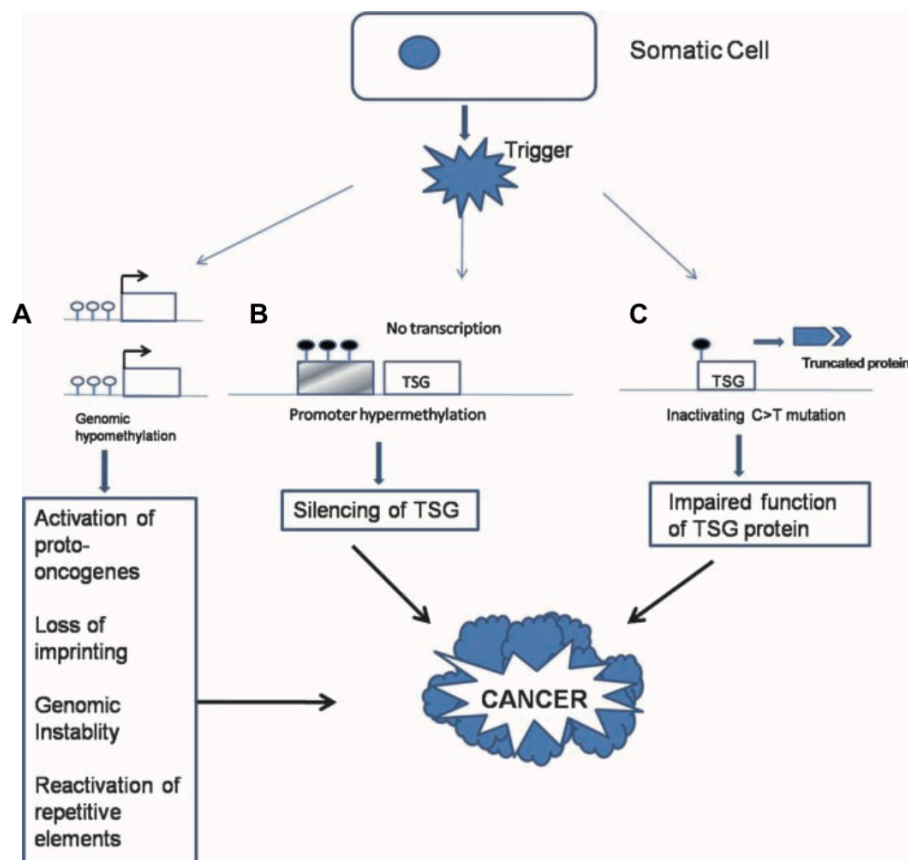 Somatic Cell
Trigger
A
Genomic
hypomethylation
Activation of
proto-
oncogenes
Loss of
imprinting
Genomic
Instablity
Reactivation of
repetitive
elements
B
No transcription
TSG
Promoter hypermethylation
Silencing of TSG
C
TSG
Truncated protein
Inactivating C>T mutation
Impaired function
of TSG protein
CANCER